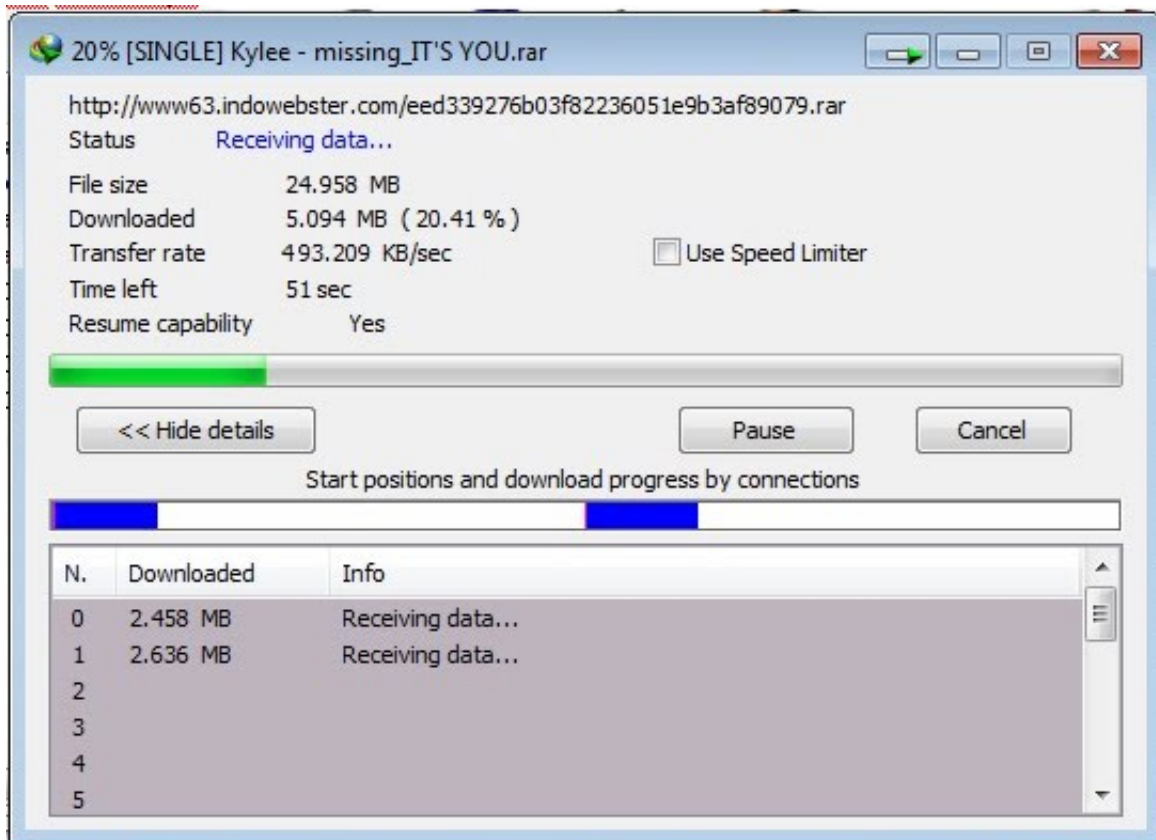 20% [SINGLE] Kylee - missing_IT'S YOU.rar
http://www63.indowebster.com/eed339276b03f82236051e9b3af89079.rar
Status Receiving data...
File size 24.958 MB
Downloaded 5.094 MB ( 20.41 % )
Transfer rate 493.209 KB/sec Use Speed Limiter
Time left 51 sec
Resume capability Yes
<< Hide details Pause Cancel
Start positions and download progress by connections
N. Downloaded Info
0 2.458 MB Receiving data...
1 2.636 MB Receiving data...
2
3
4
5